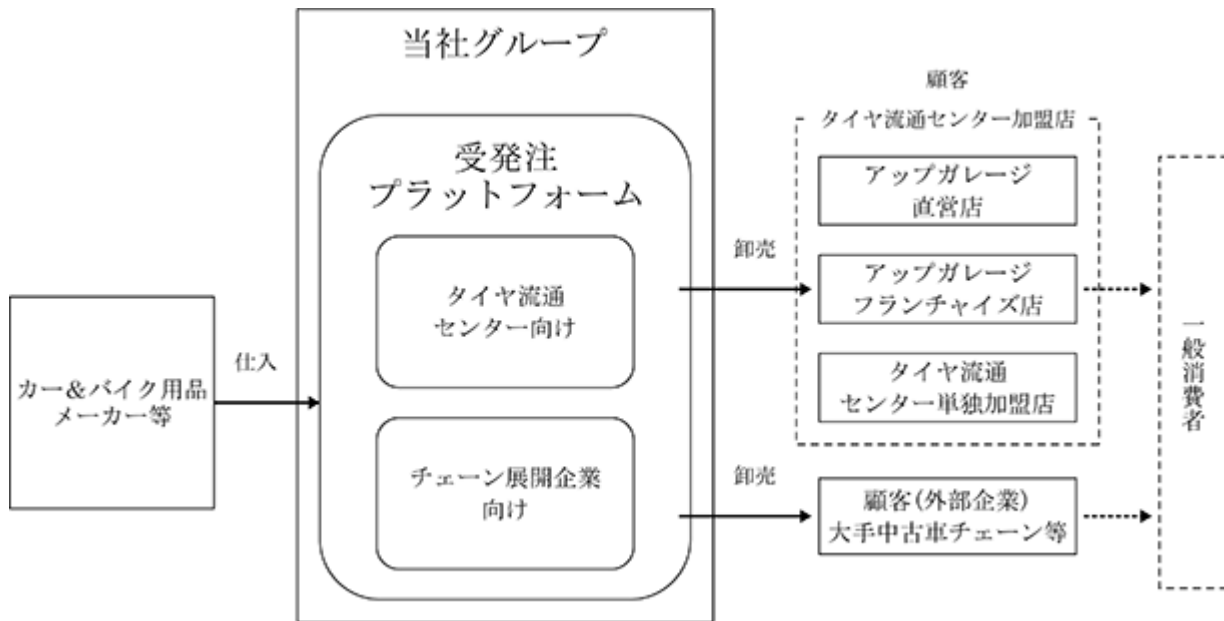 当社グループ
受発注
プラットフォーム
タイヤ流通
センター向け
チェーン展開企業
向け
カー&バイク用品
メーカー等
仕入
卸売
卸売
顧客
タイヤ流通センター加盟店
アップガレージ
直営店
アップガレージ
フランチャイズ店
タイヤ流通
センター単独加盟店
顧客(外部企業)
大手中古車チェーン等
一般消費者